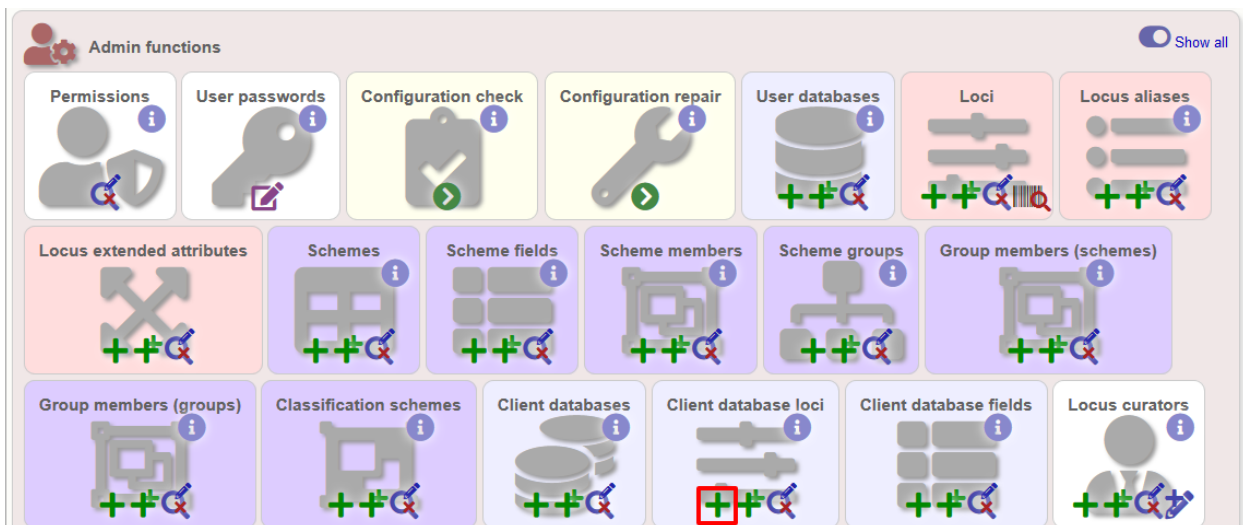 Admin functions
Show all
Permissions
User passwords
Configuration check
Configuration repair
User databases
Loci
Locus aliases
Locus extended attributes
Schemes
Scheme fields
Scheme members
Scheme groups
Group members (schemes)
Group members (groups)
Classification schemes
Client databases
Client database loci
Client database fields
Locus curators